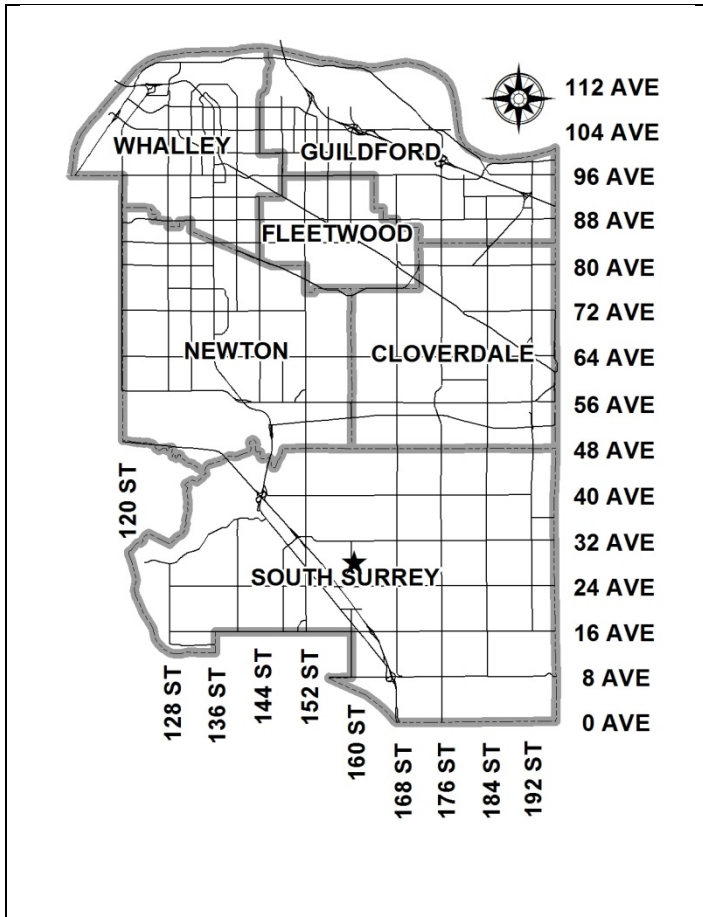 112 AVE
104 AVE
WHALLEY
GUILDFORD
96 AVE
88 AVE
FLEETWOOD
80 AVE
72 AVE
NEWTON
CLOVERDALE
64 AVE
56 AVE
48 AVE
120 ST
40 AVE
32 AVE
SOUTH SURREY
24 AVE
16 AVE
8 AVE
0 AVE
128 ST
136 ST
144 ST
152 ST
160 ST
168 ST
176 ST
184 ST
192 ST